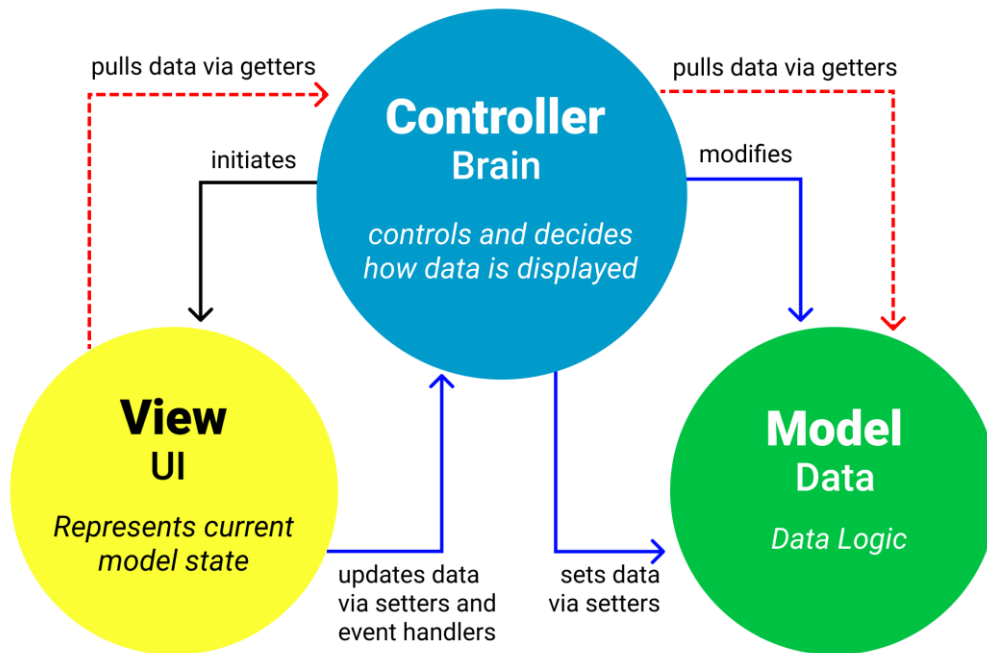 pulls data via getters
pulls data via getters
Controller
Brain
initiates
modifies
controls and decides
how data is displayed
View
UI
Represents current
model state
Model
Data
Data Logic
updates data
via setters and
event handlers
sets data
via setters